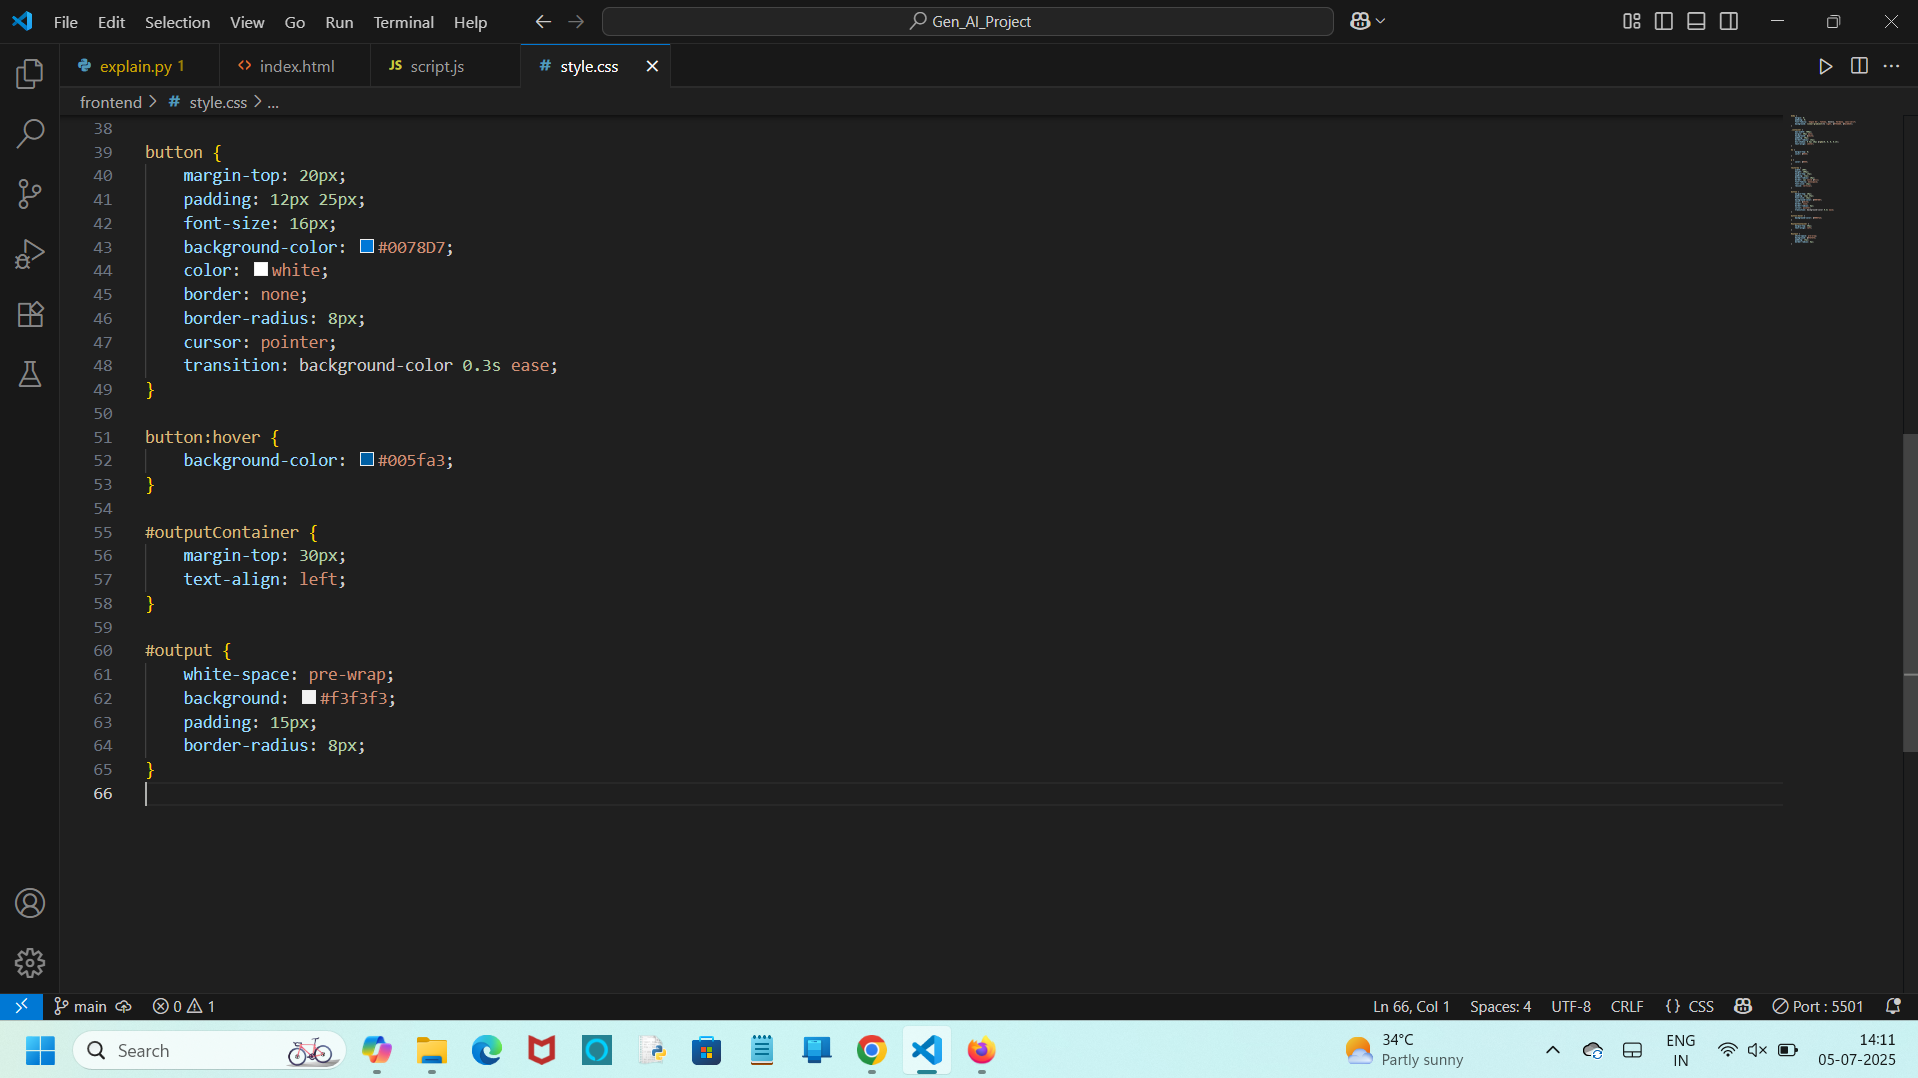 File Edit Selection View Go Run Terminal Help
Gen_AI_Project
explain.py 1
index.html
JS script.js
# style.css
frontend > # style.css > ...
38
39 button {
40 margin-top: 20px;
41 padding: 12px 25px;
42 font-size: 16px;
43 background-color: #0078D7;
44 color: white;
45 border: none;
46 border-radius: 8px;
47 cursor: pointer;
48 transition: background-color 0.3s ease;
49 }
50
51 button:hover {
52 background-color: #005fa3;
53 }
54
55 #outputContainer {
56 margin-top: 30px;
57 text-align: left;
58 }
59
60 #output {
61 white-space: pre-wrap;
62 background: #f3f3f3;
63 padding: 15px;
64 border-radius: 8px;
65 }
66
main 0 1 Ln 66, Col 1 Spaces: 4 UTF-8 CRLF {} CSS Port : 5501
Search
34°C
Partly sunny
ENG
IN
14:11
05-07-2025